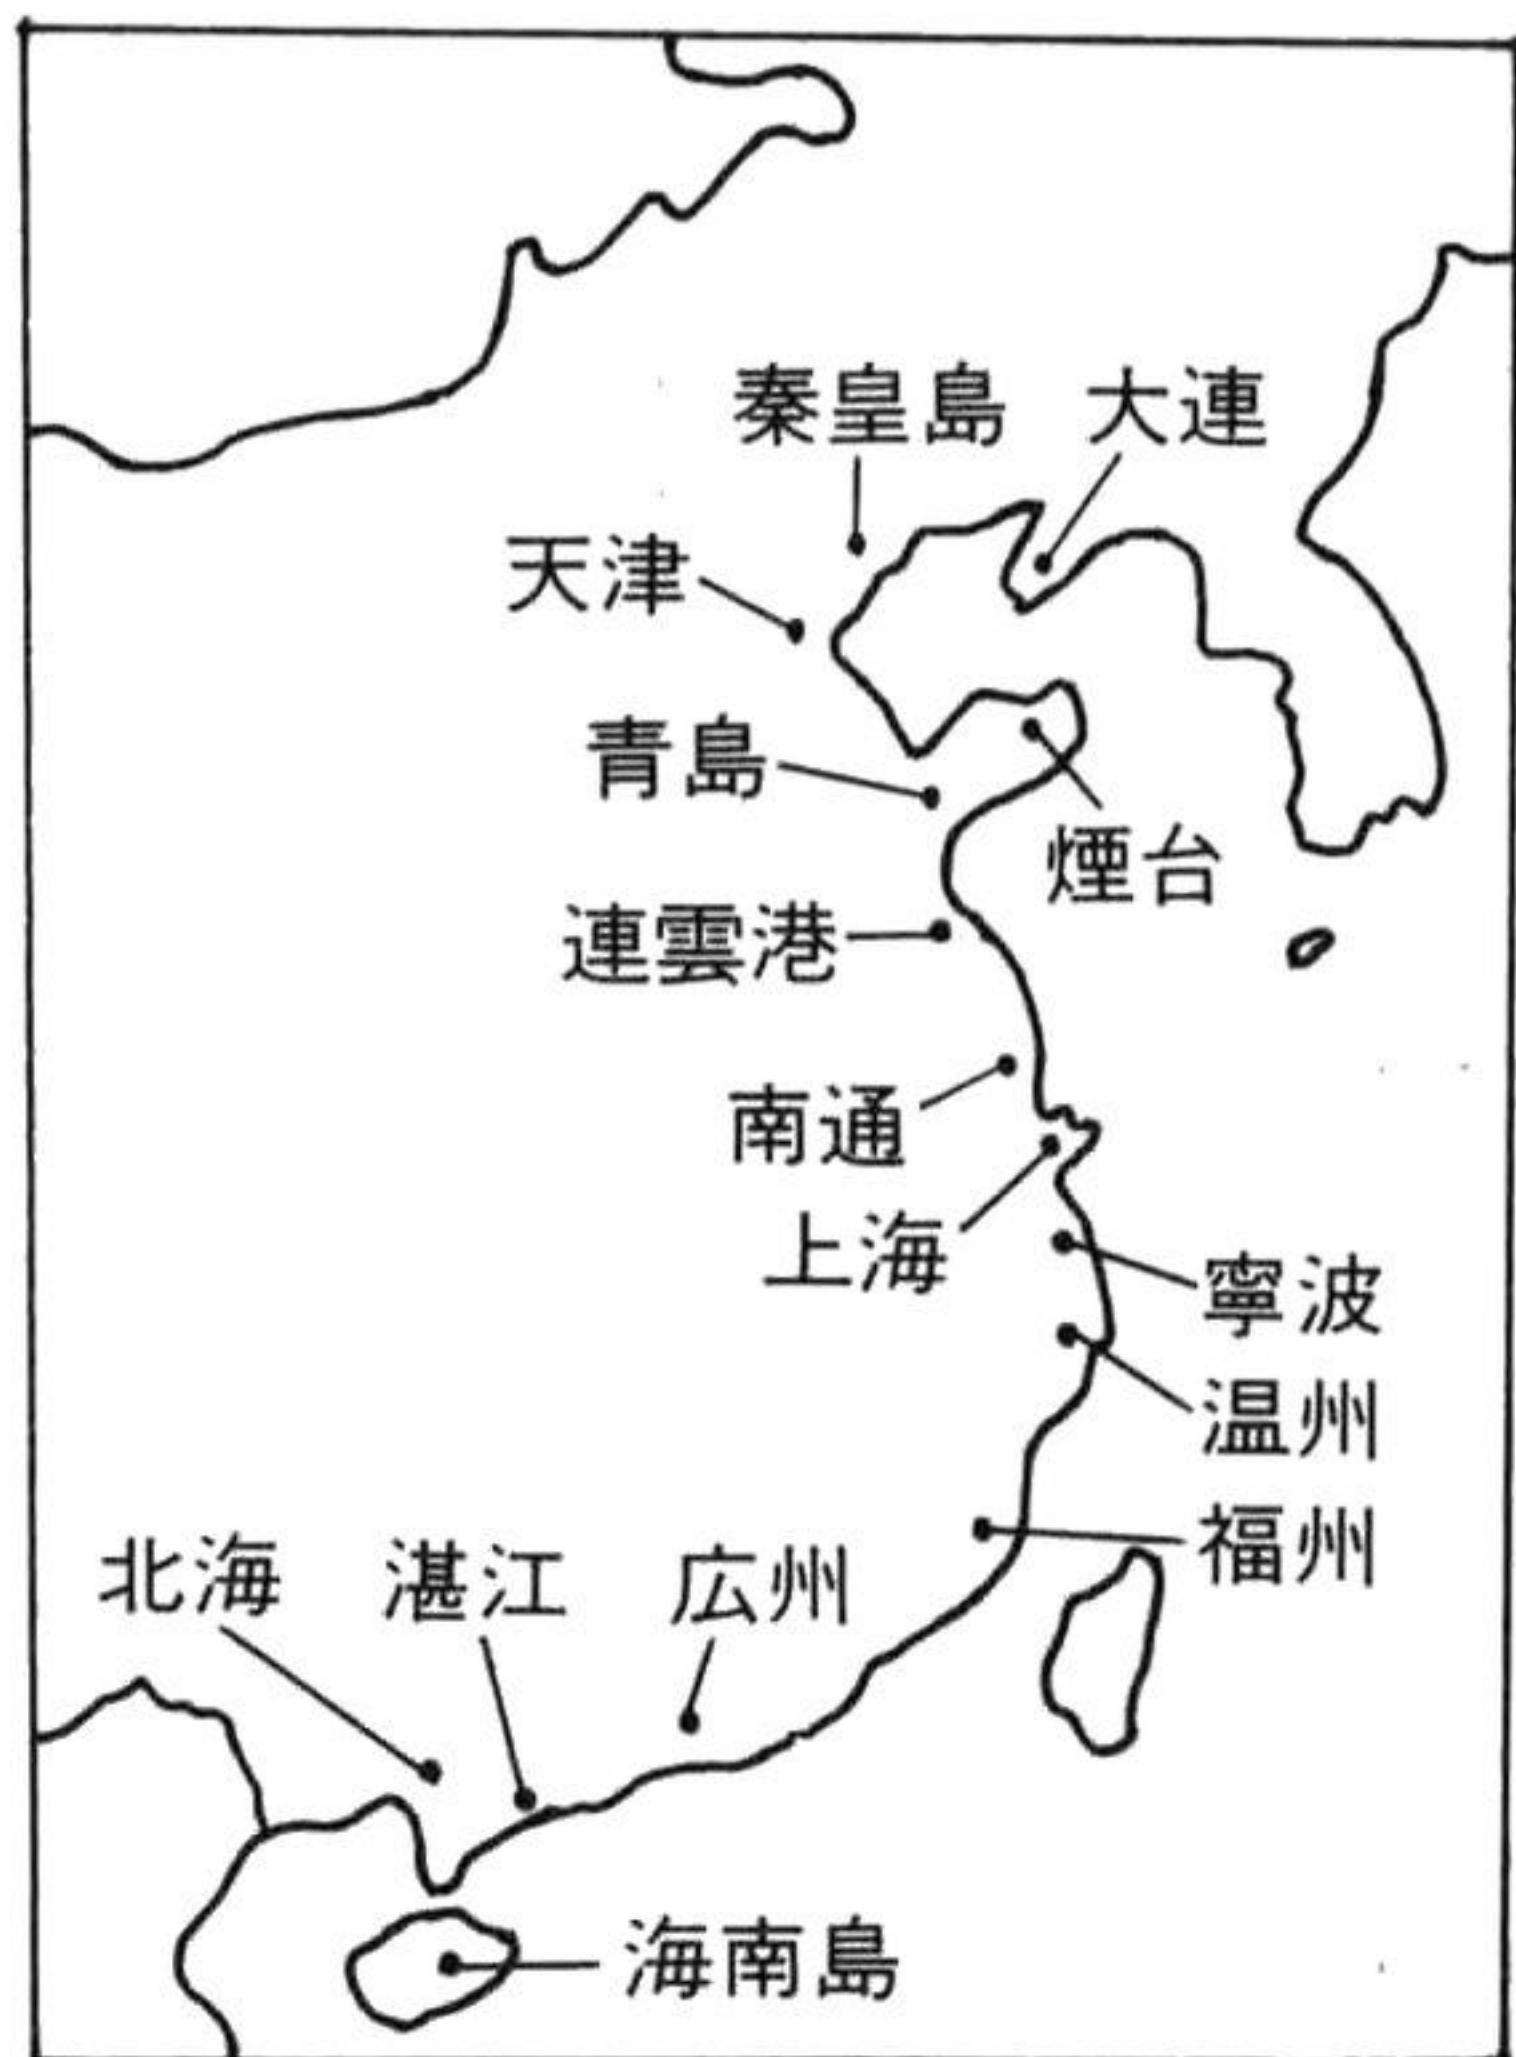 秦皇島
大連
天津
青島
煙台
連雲港
南通
上海
寧波
温州
福州
北海
湛江
広州
海南島